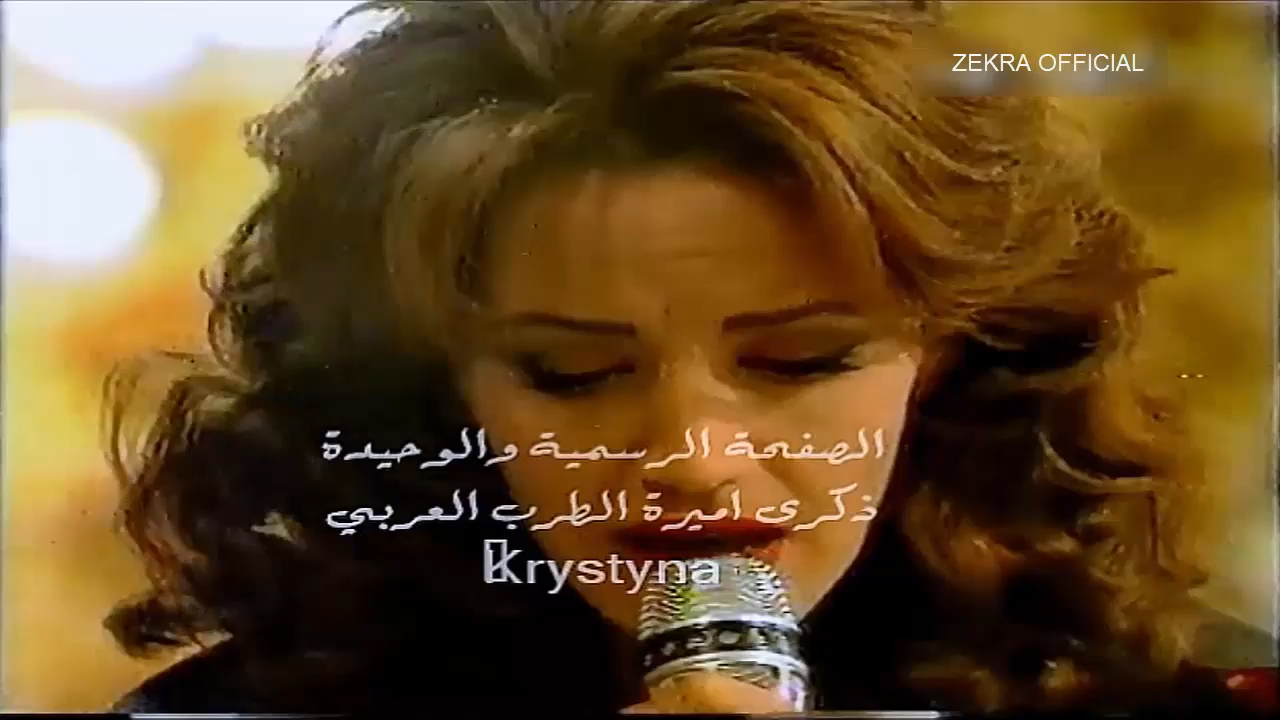 ZEKRA OFFICIAL
الصفحة الرسمية والوحيدة
ذكرى اميرة الطرب العربي
Krystyna